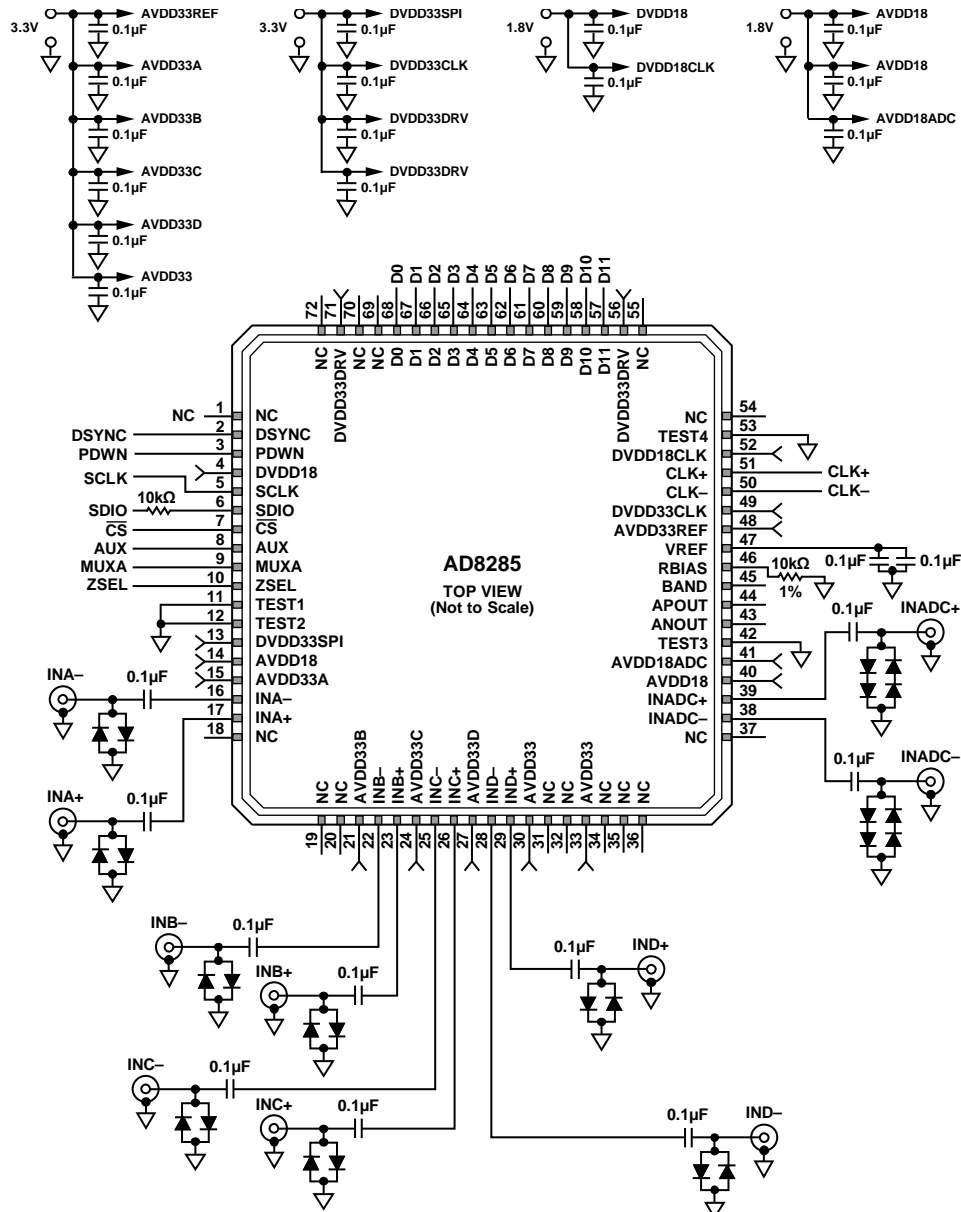 3.3V
AVDD33REF
0.1µF
AVDD33A
0.1µF
AVDD33B
0.1µF
AVDD33C
0.1µF
AVDD33D
0.1µF
AVDD33
0.1µF
3.3V
DVDD33SPI
0.1µF
DVDD33CLK
0.1µF
DVDD33DRV
0.1µF
DVDD33DRV
0.1µF
1.8V
DVDD18
0.1µF
DVDD18CLK
0.1µF
1.8V
AVDD18
0.1µF
AVDD18
0.1µF
AVDD18ADC
0.1µF
D0 D1 D2 D3 D4 D5 D6 D7 D8 D9 D10 D11
72 71 70 69 68 67 66 65 64 63 62 61 60 59 58 57 56 55
NC DVDD33DRV NC NC D0 D1 D2 D3 D4 D5 D6 D7 D8 D9 D10 D11 DVDD33DRV NC
NC 1 NC
DSYNC 2 DSYNC
PDWN 3 PDWN
4 DVDD18
SCLK 5 SCLK
SDIO 10kΩ 6 SDIO
CS 7 CS
AUX 8 AUX
MUXA 9 MUXA
ZSEL 10 ZSEL
11 TEST1
12 TEST2
13 DVDD33SPI
14 AVDD18
15 AVDD33A
16 INA–
17 INA+
18 NC
AD8285
TOP VIEW
(Not to Scale)
NC 54
TEST4 53
DVDD18CLK 52
CLK+ 51 CLK+
CLK– 50 CLK–
DVDD33CLK 49
AVDD33REF 48
VREF 47 0.1µF 0.1µF
RBIAS 46 10kΩ
1%
BAND 45
APOUT 44
ANOUT 43
TEST3 42
AVDD18ADC 41
AVDD18 40
INADC+ 39
INADC– 38
NC 37
INA–
0.1µF
INA+
0.1µF
0.1µF
INADC+
0.1µF
INADC–
NC NC AVDD33B INB– INB+ AVDD33C INC– INC+ AVDD33D IND– IND+ AVDD33 NC NC AVDD33 NC NC NC
19 20 21 22 23 24 25 26 27 28 29 30 31 32 33 34 35 36
INB–
0.1µF
INB+
0.1µF
0.1µF
IND+
INC–
0.1µF
INC+
0.1µF
0.1µF
IND–